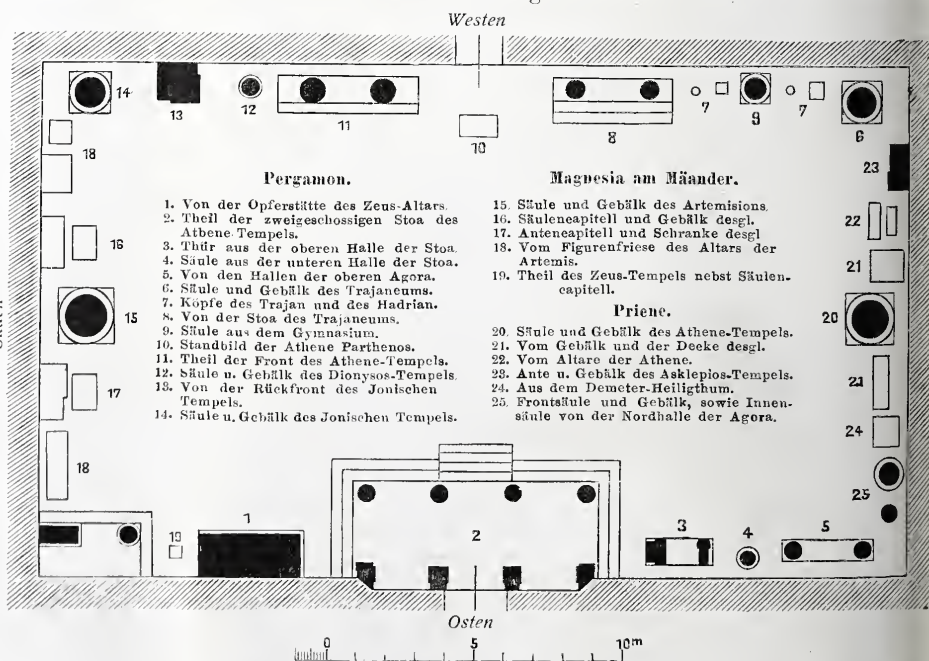 Westen
14
13
12
11
10
8
7
9
7
6
18
23
16
22
21
15
20
17
21
24
18
25
19
1
2
3
4
5
Pergamon.
1. Von der Opferstätte des Zeus-Altars.
2. Theil der zweigeschossigen Stoa des
Athene-Tempels.
3. Thür aus der oberen Halle der Stoa.
4. Säule aus der unteren Halle der Stoa.
5. Von den Hallen der oberen Agora.
6. Säule und Gebälk des Trajaneums.
7. Köpfe des Trajan und des Hadrian.
8. Von der Stoa des Trajaneums.
9. Säule aus dem Gymnasium.
10. Standbild der Athene Parthenos.
11. Theil der Front des Athene-Tempels.
12. Säule u. Gebälk des Dionysos-Tempels.
13. Von der Rückfront des Jonischen
Tempels.
14. Säule u. Gebälk des Jonischen Tempels.
Magnesia am Mäander.
15. Säule und Gebälk des Artemisions.
16. Säulencapitell und Gebälk desgl.
17. Antencapitell und Schranke desgl
18. Vom Figurenfriese des Altars der
Artemis.
19. Theil des Zeus-Tempels nebst Säulen-
capitell.
Priene.
20. Säule und Gebälk des Athene-Tempels.
21. Vom Gebälk und der Decke desgl.
22. Vom Altare der Athene.
23. Ante u. Gebälk des Asklepios-Tempels.
24. Aus dem Demeter-Heiligthum.
25. Frontsäule und Gebälk, sowie Innen-
säule von der Nordhalle der Agora.
Osten
0 5 10m